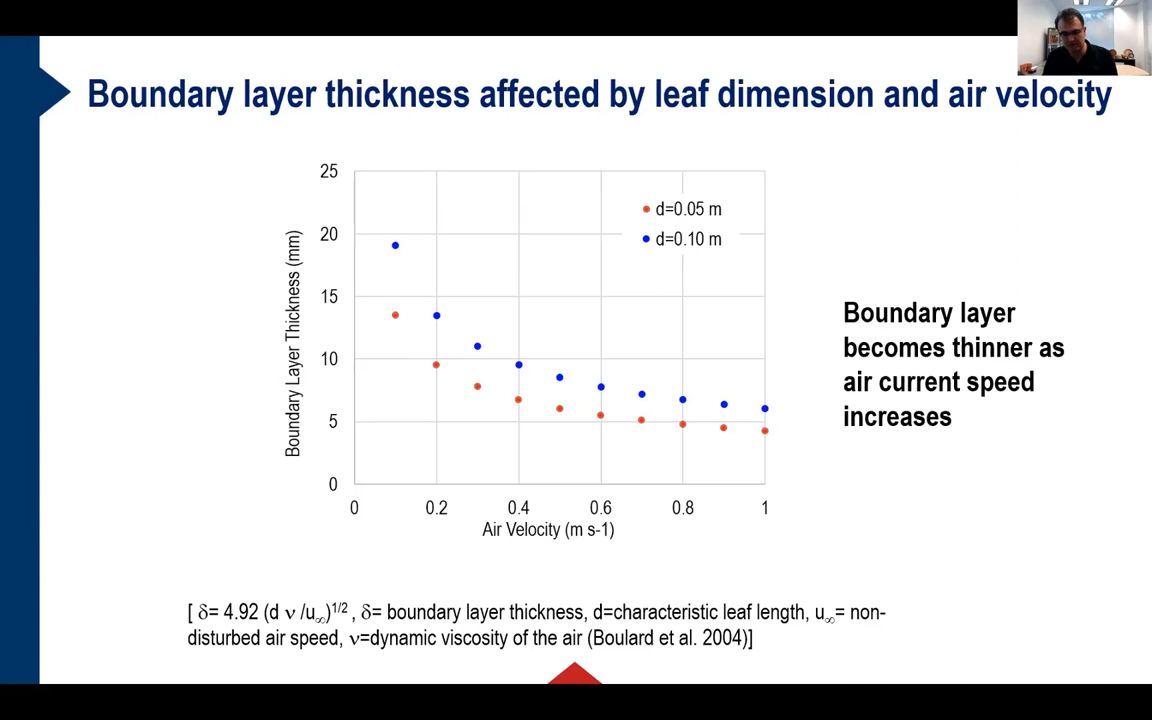 Boundary layer thickness affected by leaf dimension and air velocity
25
20
15
10
5
0
Boundary Layer Thickness (mm)
d=0.05 m
d=0.10 m
0 0.2 0.4 0.6 0.8 1
Air Velocity (m s-1)
Boundary layer
becomes thinner as
air current speed
increases
[ δ= 4.92 (d ν /u∞)1/2 , δ= boundary layer thickness, d=characteristic leaf length, u∞= non-
disturbed air speed, ν=dynamic viscosity of the air (Boulard et al. 2004)]